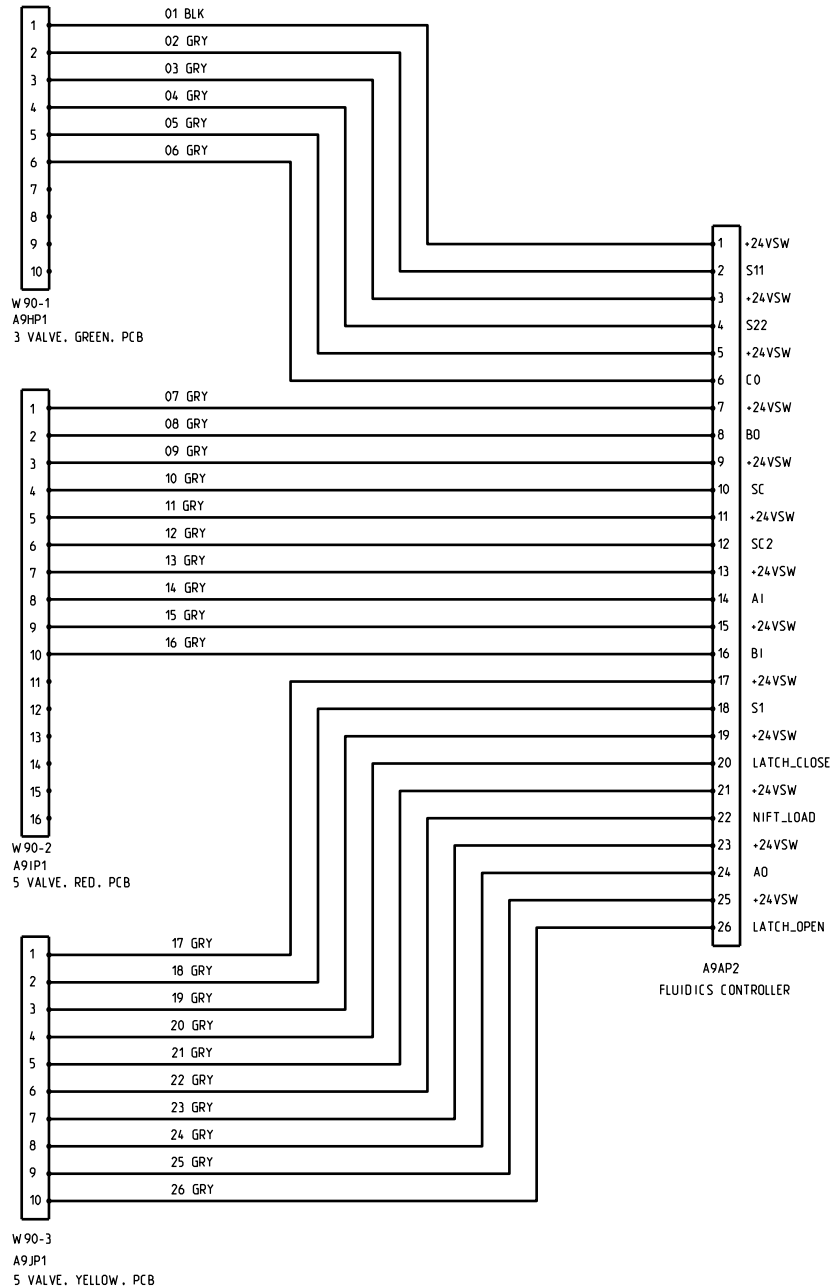 01 BLK
1
02 GRY
2
03 GRY
3
04 GRY
4
05 GRY
5
06 GRY
6
7
8
9
10
W90-1
A9HP1
3 VALVE. GREEN. PCB
07 GRY
1
08 GRY
2
09 GRY
3
10 GRY
4
11 GRY
5
12 GRY
6
13 GRY
7
14 GRY
8
15 GRY
9
16 GRY
10
11
12
13
14
15
16
W90-2
A9IP1
5 VALVE. RED. PCB
17 GRY
1
18 GRY
2
19 GRY
3
20 GRY
4
21 GRY
5
22 GRY
6
23 GRY
7
24 GRY
8
25 GRY
9
26 GRY
10
W90-3
A9JP1
5 VALVE. YELLOW. PCB
1 +24VSW
2 S11
3 +24VSW
4 S22
5 +24VSW
6 CO
7 +24VSW
8 BO
9 +24VSW
10 SC
11 +24VSW
12 SC2
13 +24VSW
14 AI
15 +24VSW
16 BI
17 +24VSW
18 S1
19 +24VSW
20 LATCH_CLOSE
21 +24VSW
22 NIFT_LOAD
23 +24VSW
24 AO
25 +24VSW
26 LATCH_OPEN
A9AP2
FLUIDICS CONTROLLER